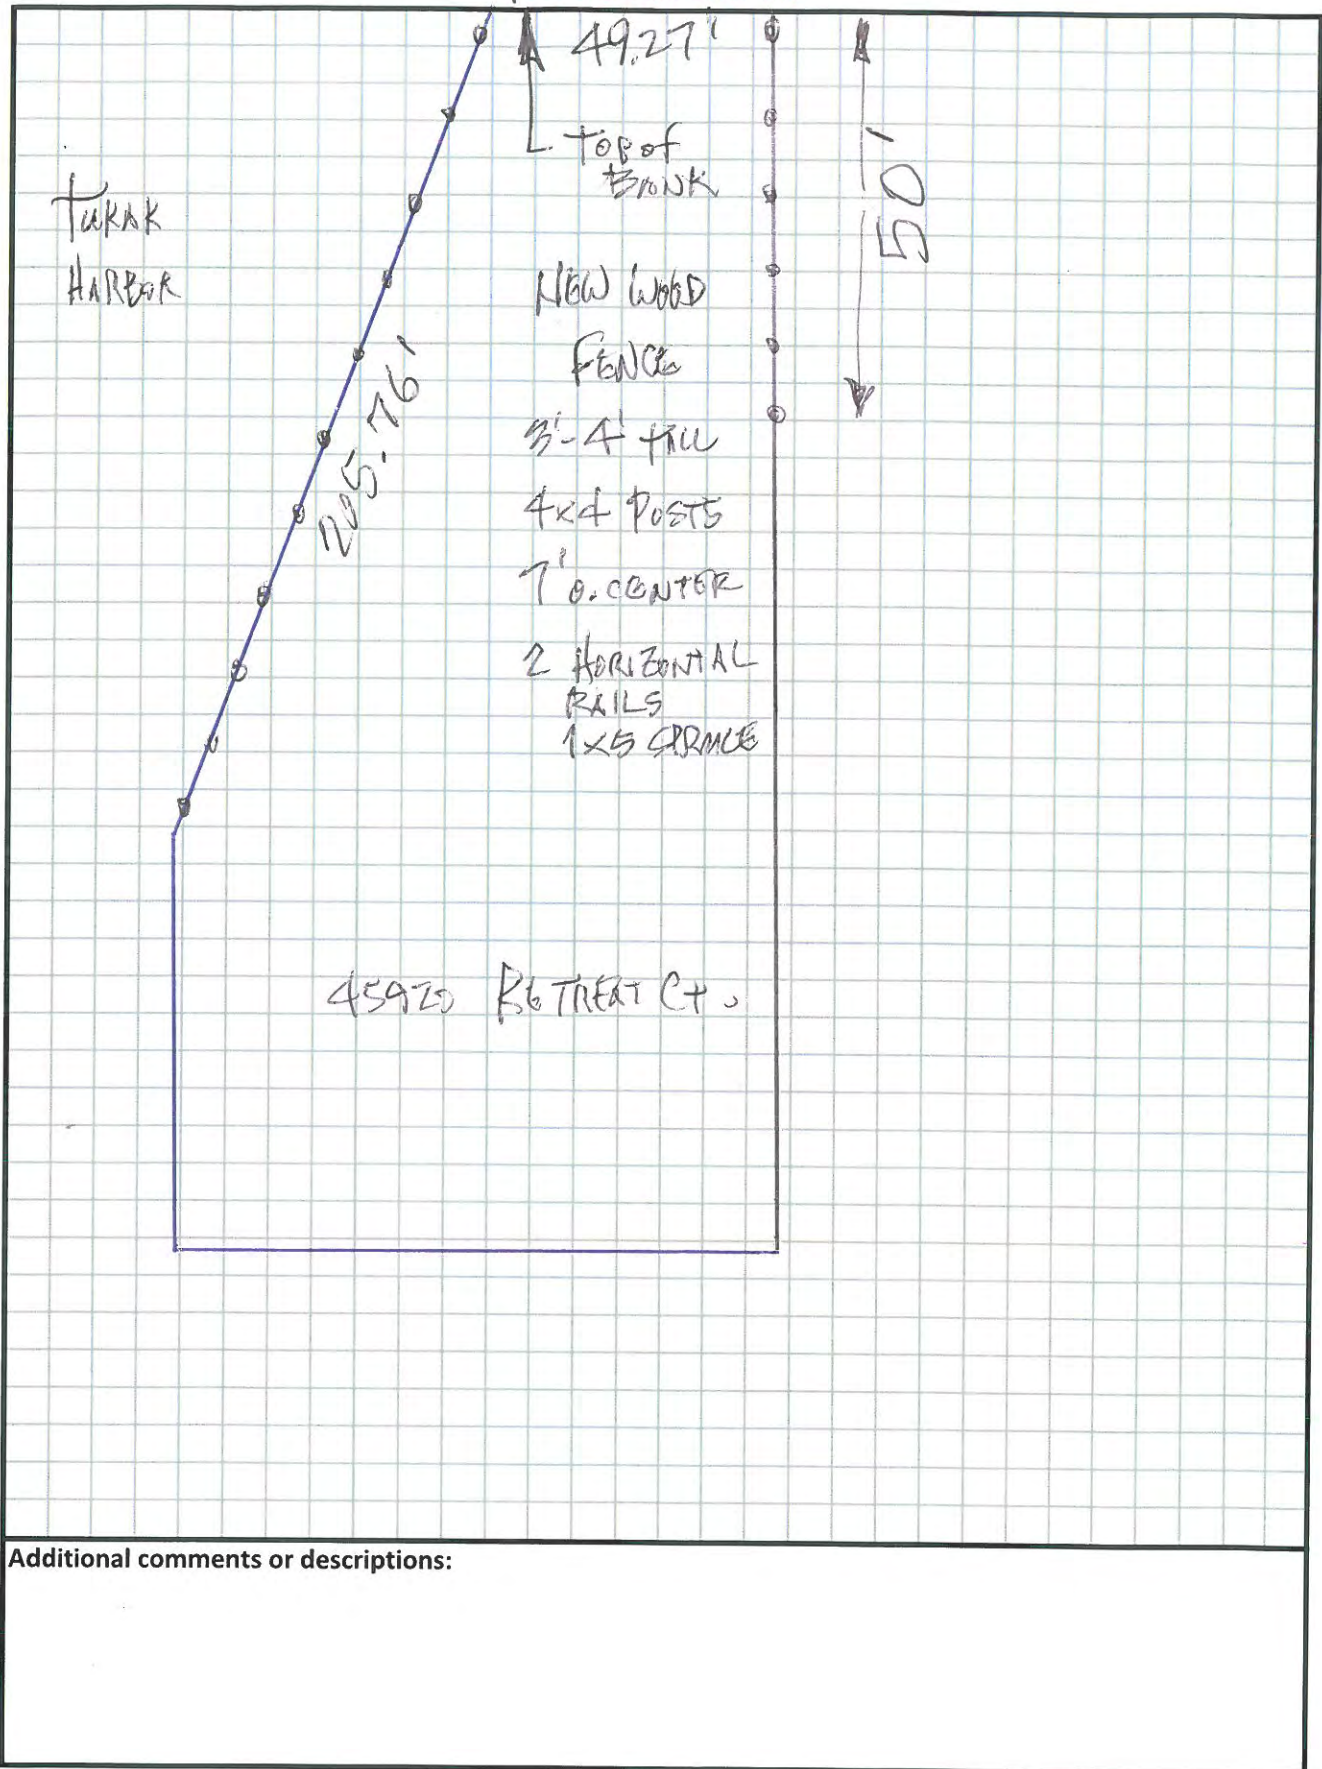 49.27'
Top of
Bank
50'
Tukak
Harbor
New Wood
Fence
3'-4' Tall
205.76'
4x4 Posts
7' o. center
2 Horizontal
Rails
1x5 Spruce
45920 Retreat Ct.
Additional comments or descriptions: